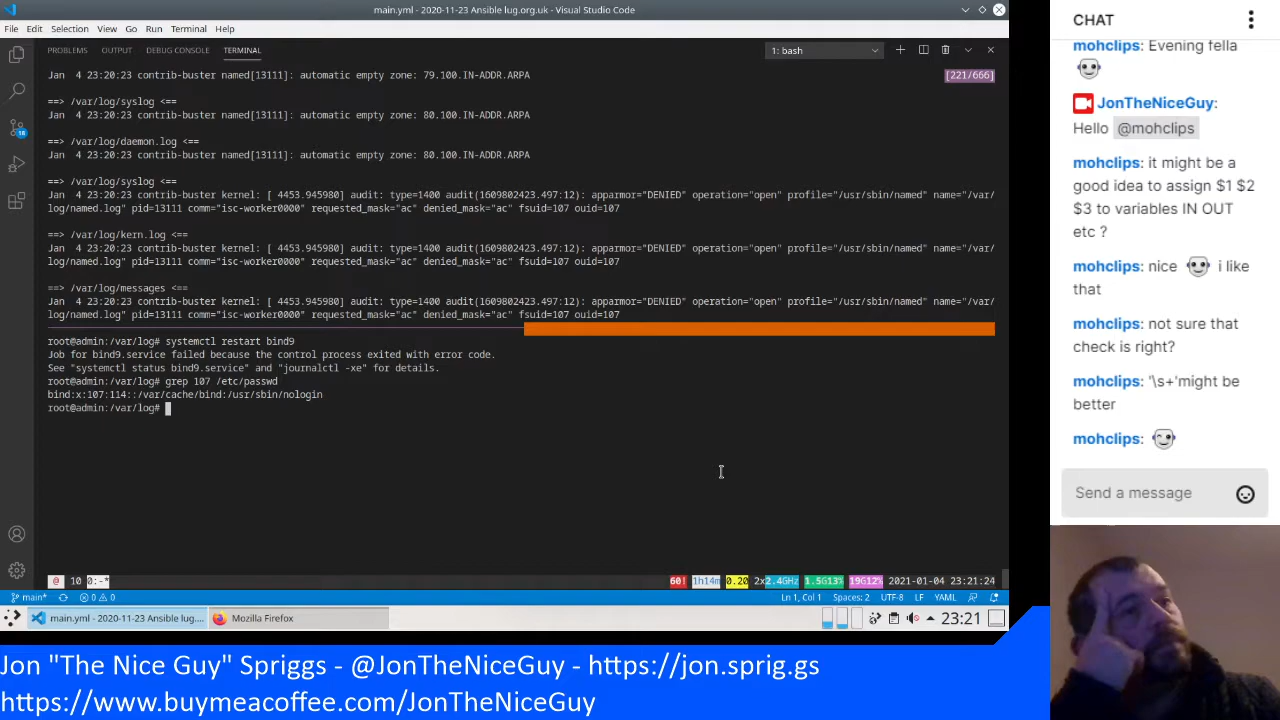 main.yml - 2020-11-23 Ansible lug.org.uk - Visual Studio Code
File Edit Selection View Go Run Terminal Help
PROBLEMS OUTPUT DEBUG CONSOLE TERMINAL 1: bash
Jan  4 23:20:23 contrib-buster named[13111]: automatic empty zone: 79.100.IN-ADDR.ARPA [221/666]
==> /var/log/syslog <==
Jan  4 23:20:23 contrib-buster named[13111]: automatic empty zone: 80.100.IN-ADDR.ARPA
==> /var/log/daemon.log <==
Jan  4 23:20:23 contrib-buster named[13111]: automatic empty zone: 80.100.IN-ADDR.ARPA
==> /var/log/syslog <==
Jan  4 23:20:23 contrib-buster kernel: [ 4453.945980] audit: type=1400 audit(1609802423.497:12): apparmor="DENIED" operation="open" profile="/usr/sbin/named" name="/var/
log/named.log" pid=13111 comm="isc-worker0000" requested_mask="ac" denied_mask="ac" fsuid=107 ouid=107
==> /var/log/kern.log <==
Jan  4 23:20:23 contrib-buster kernel: [ 4453.945980] audit: type=1400 audit(1609802423.497:12): apparmor="DENIED" operation="open" profile="/usr/sbin/named" name="/var/
log/named.log" pid=13111 comm="isc-worker0000" requested_mask="ac" denied_mask="ac" fsuid=107 ouid=107
==> /var/log/messages <==
Jan  4 23:20:23 contrib-buster kernel: [ 4453.945980] audit: type=1400 audit(1609802423.497:12): apparmor="DENIED" operation="open" profile="/usr/sbin/named" name="/var/
log/named.log" pid=13111 comm="isc-worker0000" requested_mask="ac" denied_mask="ac" fsuid=107 ouid=107
root@admin:/var/log# systemctl restart bind9
Job for bind9.service failed because the control process exited with error code.
See "systemctl status bind9.service" and "journalctl -xe" for details.
root@admin:/var/log# grep 107 /etc/passwd
bind:x:107:114::/var/cache/bind:/usr/sbin/nologin
root@admin:/var/log#
@ 10 0:-* 60! 1h14m 0.20 2x2.4GHz 1.5G13% 19G12% 2021-01-04 23:21:24
18
main* 0 0 Ln 1, Col 1 Spaces: 2 UTF-8 LF YAML
main.yml - 2020-11-23 Ansible lug.... Mozilla Firefox 23:21
CHAT
mohclips: Evening fella
JonTheNiceGuy:
Hello @mohclips
mohclips: it might be a
good idea to assign $1 $2
$3 to variables IN OUT
etc ?
mohclips: nice i like
that
mohclips: not sure that
check is right?
mohclips: '\s+'might be
better
mohclips:
Send a message
Jon "The Nice Guy" Spriggs - @JonTheNiceGuy - https://jon.sprig.gs
https://www.buymeacoffee.com/JonTheNiceGuy